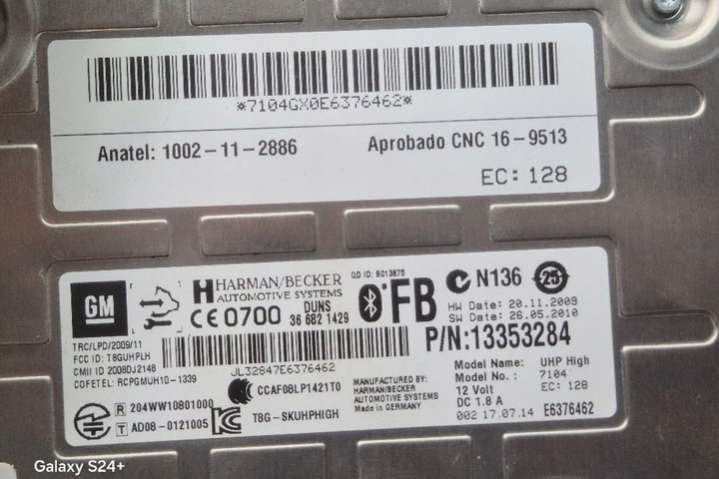 *7104GX0E6376462*
Anatel: 1002-11-2886
Aprobado CNC 16-9513
EC: 128
GM
HARMAN/BECKER
AUTOMOTIVE SYSTEMS
CE0700
DUNS
36 682 1429
QD ID: B013875
FB
N136
25
HW Date: 20.11.2009
SW Date: 26.05.2010
P/N:13353284
TRC/LPD/2009/11
FCC ID: T8GUHPLH
CMII ID 2008DJ2148
COFETEL: RCPGMUH10-1339
JL32847E6376462
CCAF08LP1421T0
MANUFACTURED BY:
HARMAN/BECKER
AUTOMOTIVE SYSTEMS
Made in GERMANY
Model Name: UHP High
Model No.: 7104
12 Volt EC: 128
DC 1.8 A
002 17.07.14 E6376462
R 204WW10801000
T AD08-0121005
T8G-SKUHPHIGH
Galaxy S24+